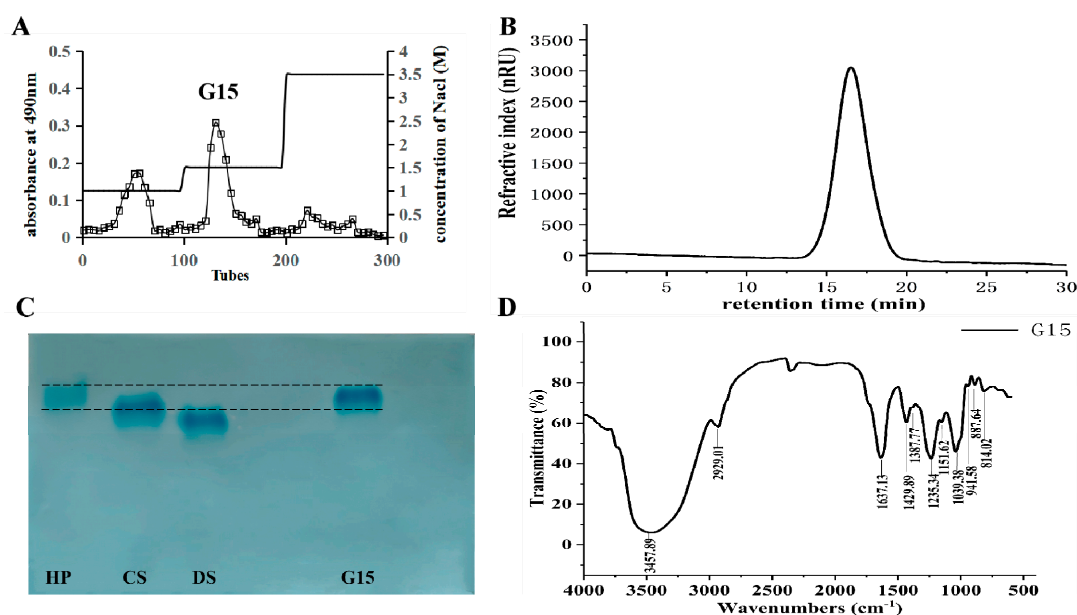 A
absorbance at 490nm
0.5
0.4
0.3
0.2
0.1
0
G15
4
3.5
3
2.5
2
1.5
1
0.5
0
concentration of Nacl (M)
0 100 200 300
Tubes
B
Refractive index (nRU)
3500
3000
2500
2000
1500
1000
500
0
0 5 10 15 20 25 30
retention time (min)
C
HP CS DS G15
D
G15
Transmittance (%)
100
80
60
40
20
0
3457.89
2929.01
1637.13
1429.89
1387.77
1235.34
1151.62
1039.38
941.58
887.64
814.02
4000 3500 3000 2500 2000 1500 1000 500
Wavenumbers (cm⁻¹)